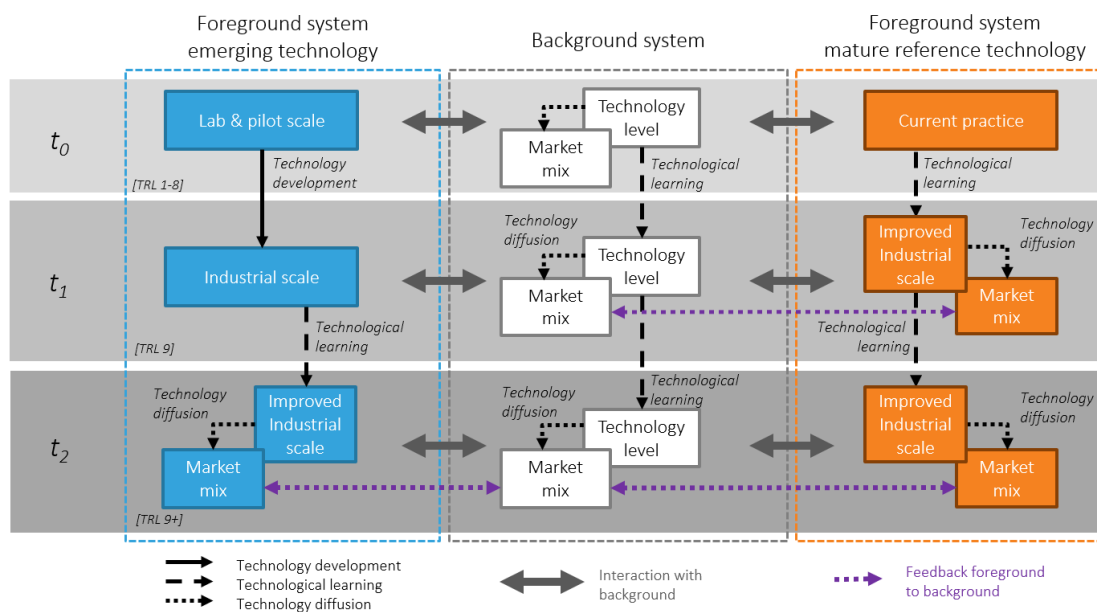 Foreground system
emerging technology
Background system
Foreground system
mature reference technology
t0
Lab & pilot scale
Technology
development
[TRL 1-8]
Technology
level
Market
mix
Technological
learning
Current practice
Technological
learning
t1
Industrial scale
Technological
learning
[TRL 9]
Technology
diffusion
Technology
level
Market
mix
Technological
learning
Improved
Industrial
scale
Technology
diffusion
Market
mix
Technological
learning
t2
Technology
diffusion
Improved
Industrial
scale
Market
mix
[TRL 9+]
Technology
diffusion
Technology
level
Market
mix
Improved
Industrial
scale
Technology
diffusion
Market
mix
Technology development
Technological learning
Technology diffusion
Interaction with
background
Feedback foreground
to background